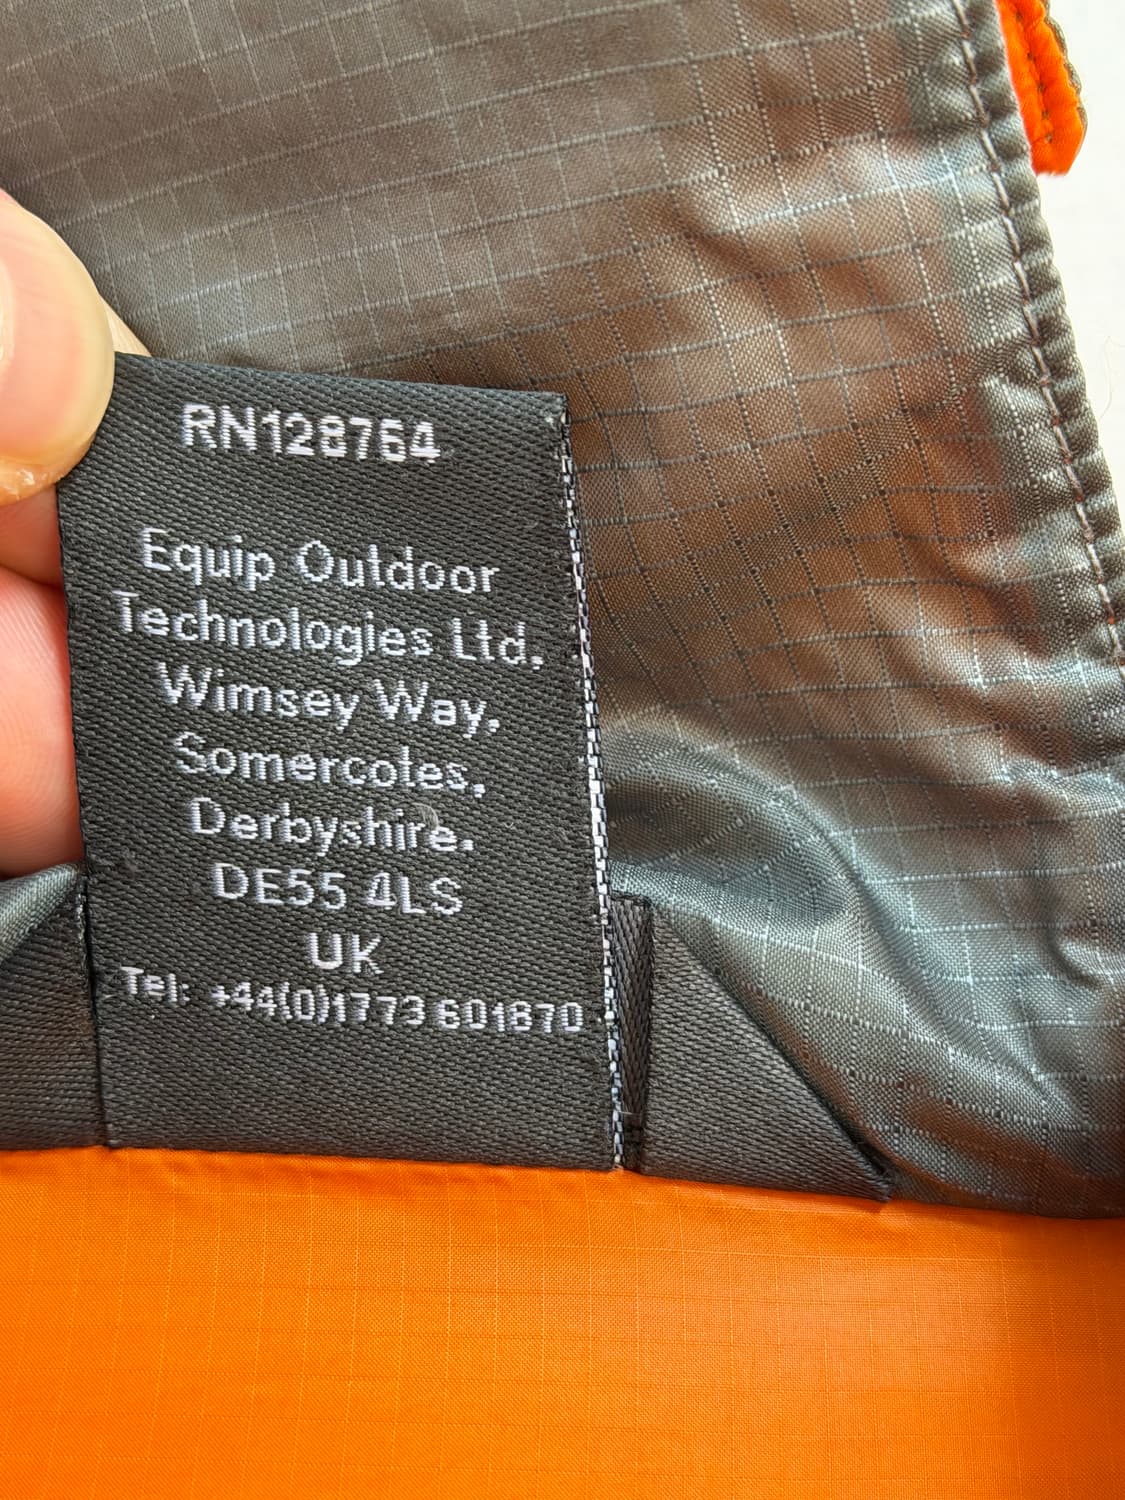 RN128764
Equip Outdoor
Technologies Ltd,
Wimsey Way,
Somercotes,
Derbyshire.
DE55 4LS
UK
Tel: +44(0)1773 601870